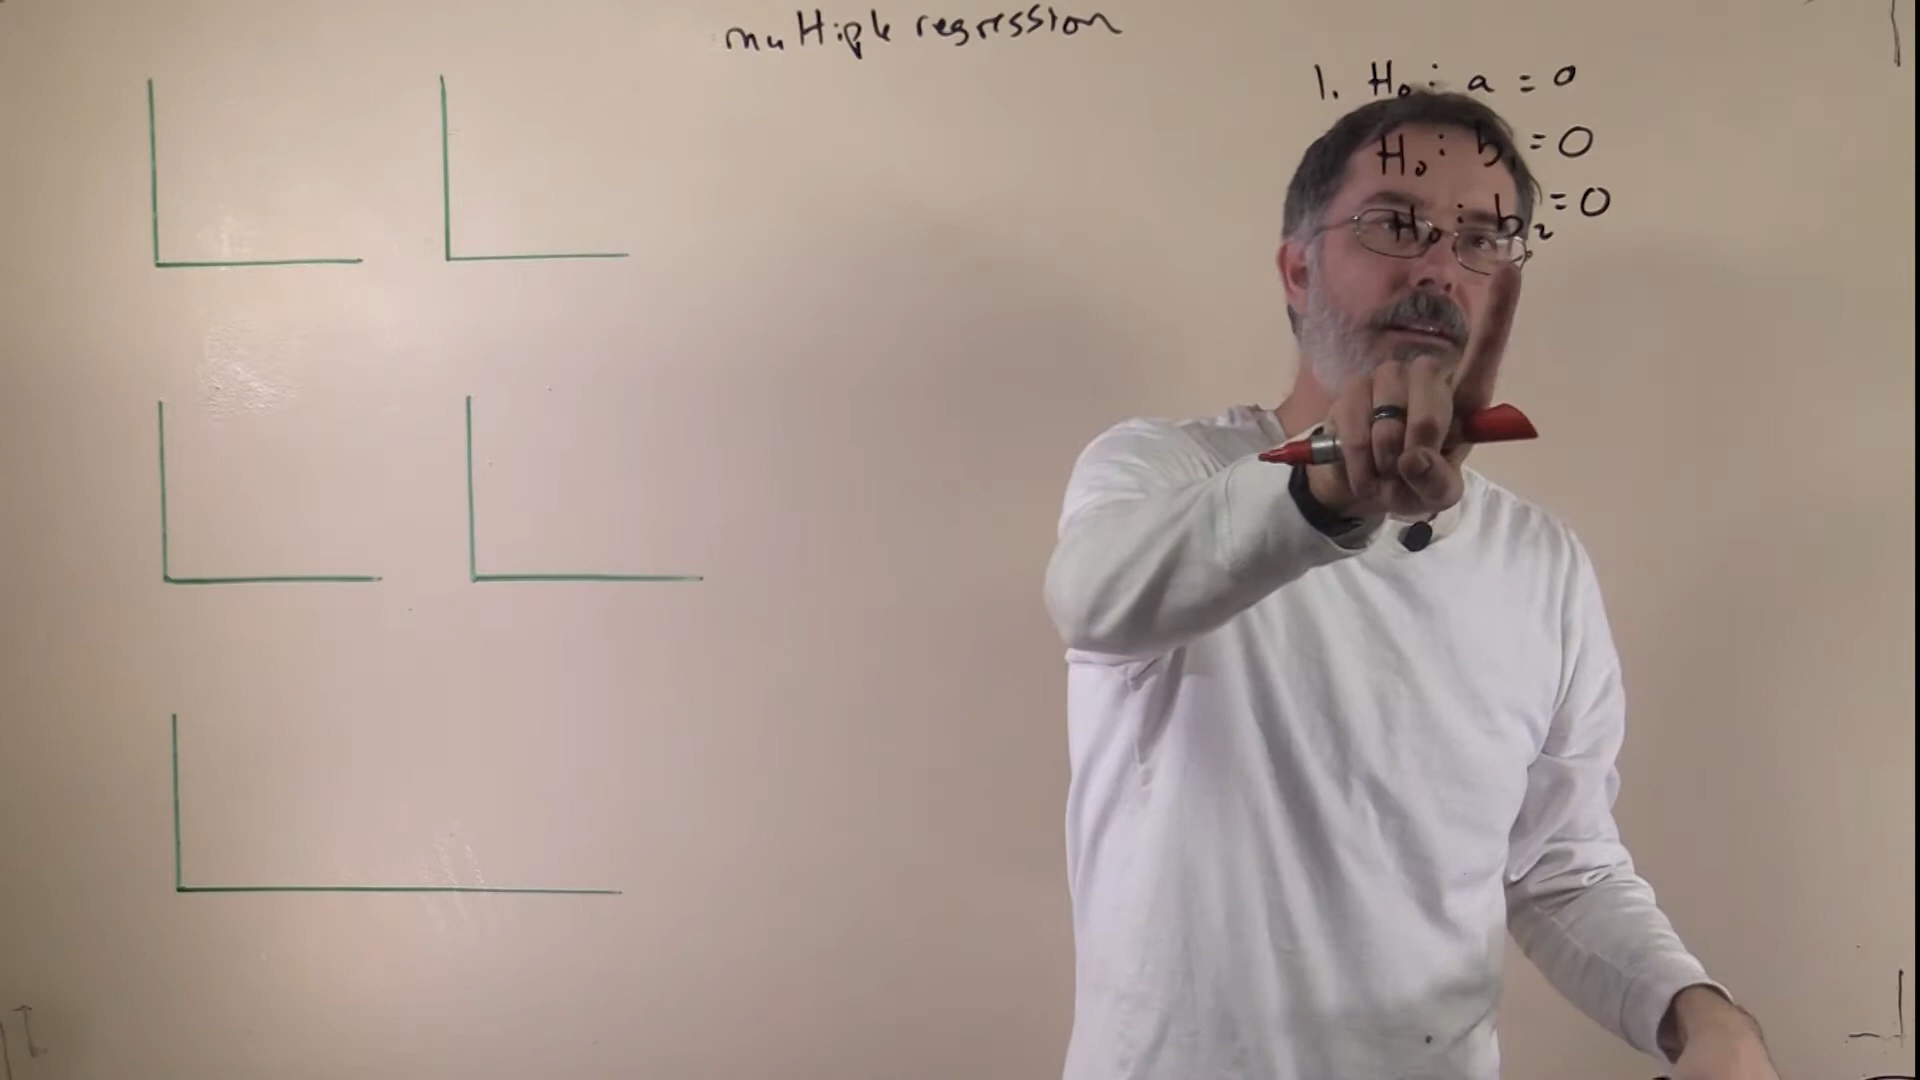 multiple regression
1. H₀: a = 0
H₀: b₁ = 0
H₀: b₂ = 0